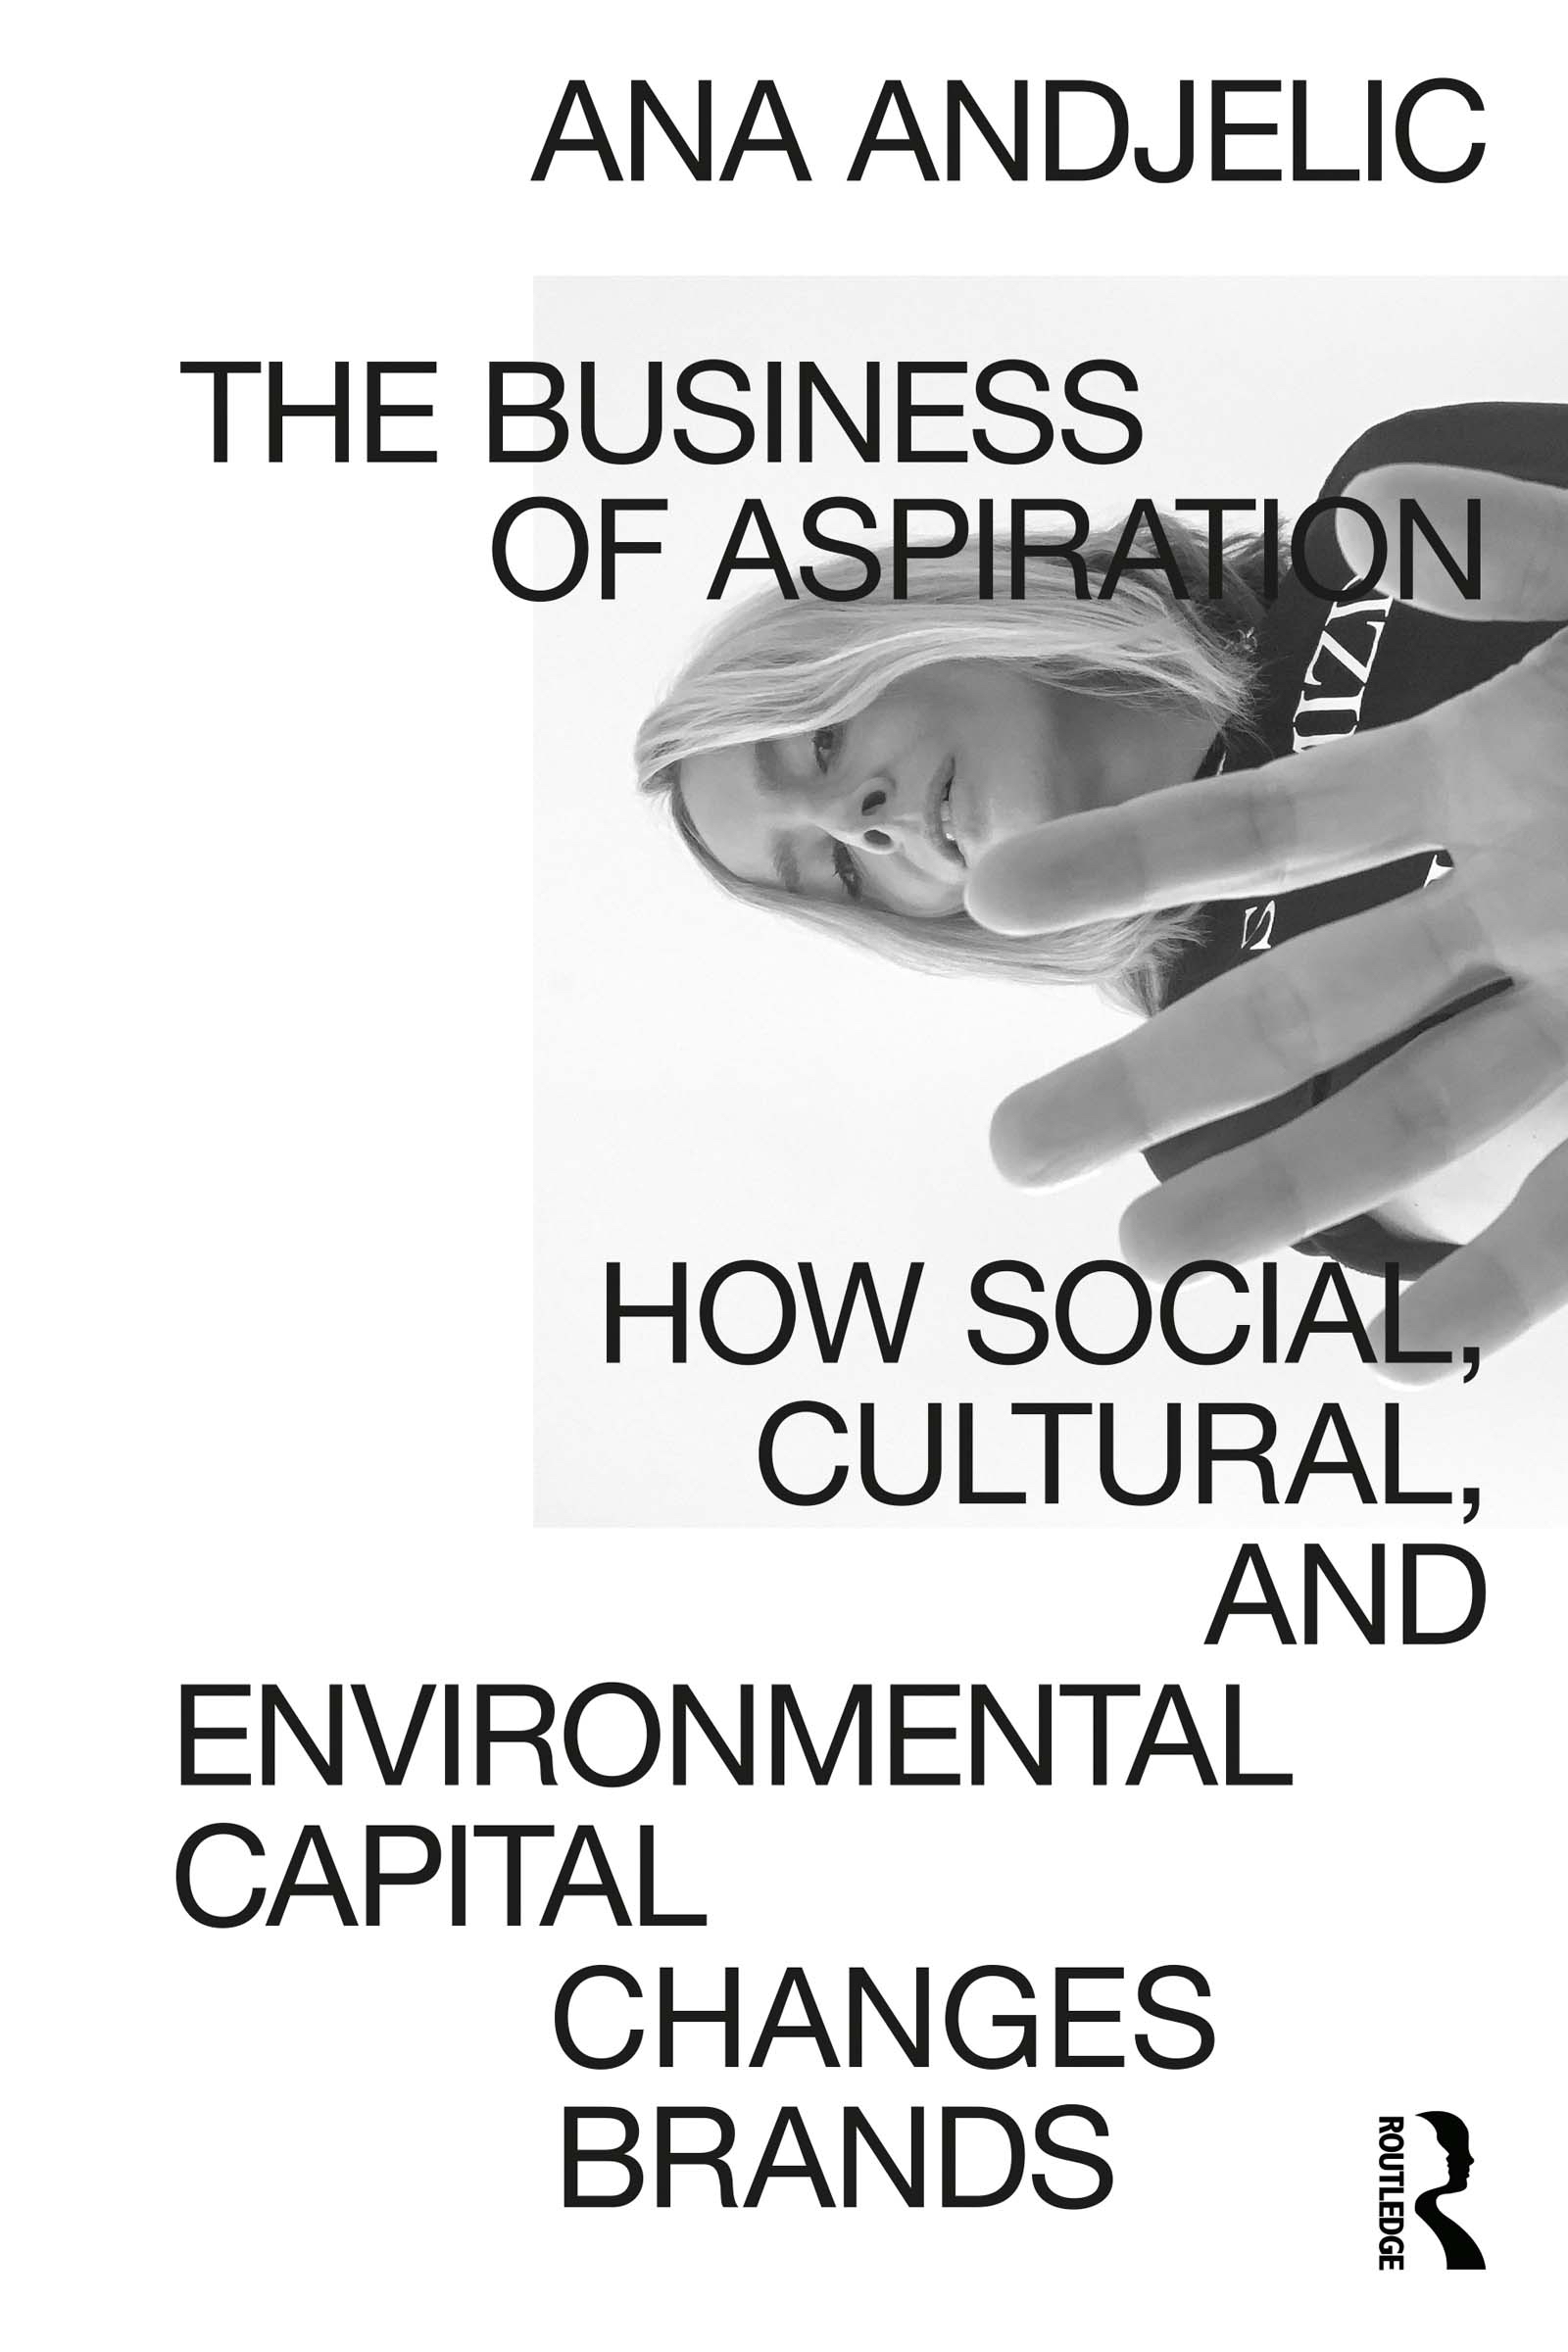 ANA ANDJELIC
THE BUSINESS
OF ASPIRATION
HOW SOCIAL,
CULTURAL,
AND
ENVIRONMENTAL
CAPITAL
CHANGES
BRANDS
ROUTLEDGE